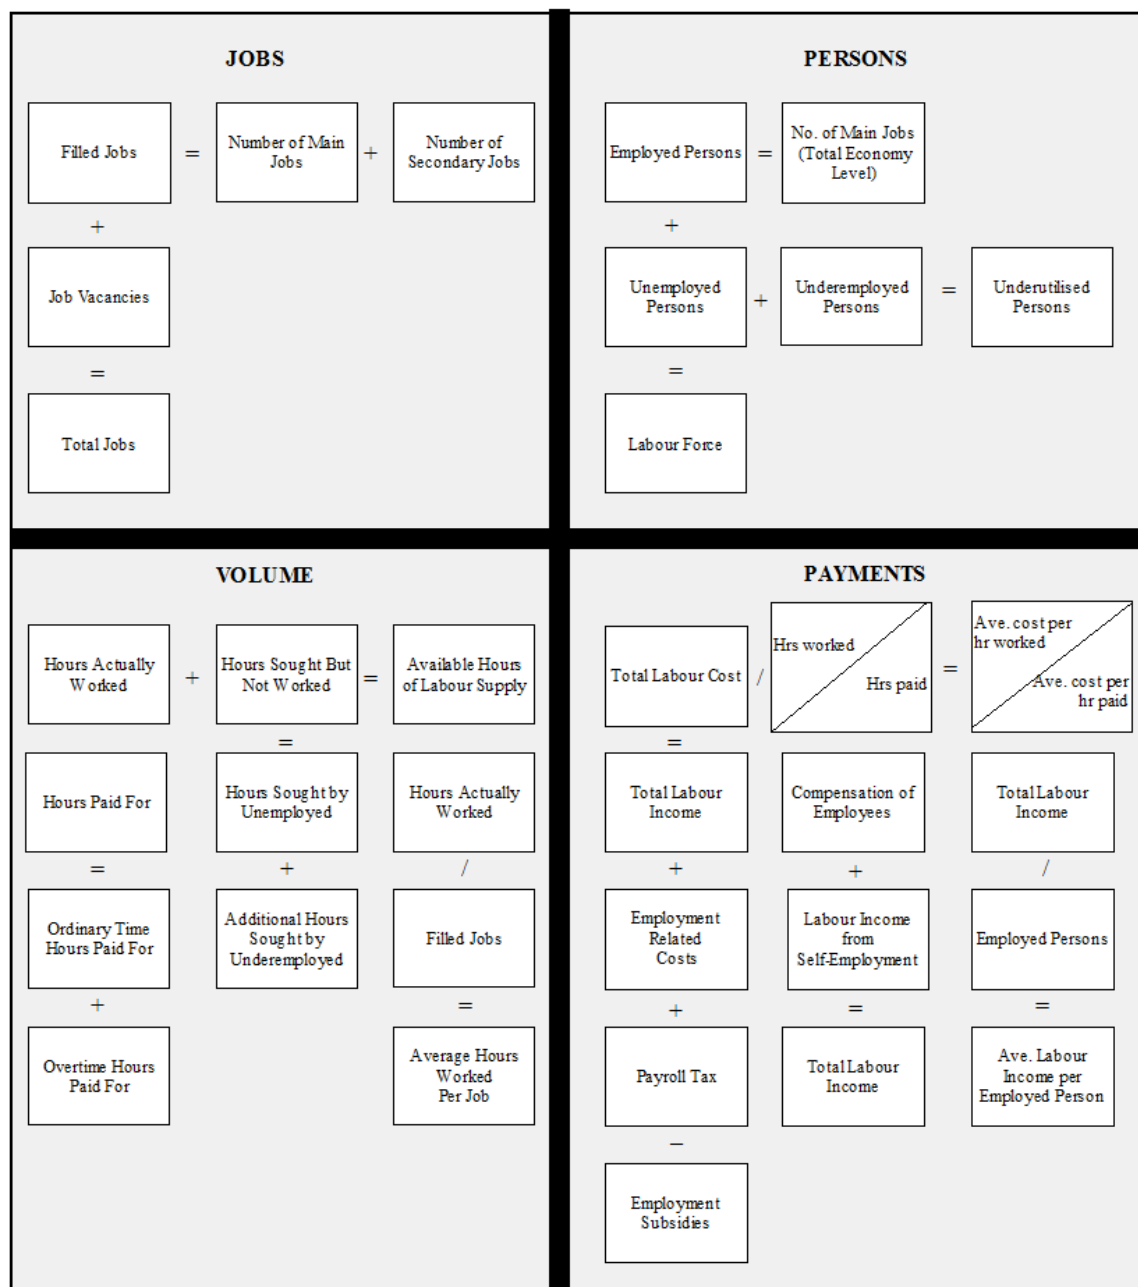 JOBS
Filled Jobs
=
Number of Main
Jobs
+
Number of
Secondary Jobs
+
Job Vacancies
=
Total Jobs
PERSONS
Employed Persons
=
No. of Main Jobs
(Total Economy
Level)
+
Unemployed
Persons
+
Underemployed
Persons
=
Underutilised
Persons
=
Labour Force
VOLUME
Hours Actually
Worked
+
Hours Sought But
Not Worked
=
Available Hours
of Labour Supply
=
Hours Paid For
=
Ordinary Time
Hours Paid For
+
Overtime Hours
Paid For
Hours Sought by
Unemployed
+
Additional Hours
Sought by
Underemployed
Hours Actually
Worked
/
Filled Jobs
=
Average Hours
Worked
Per Job
PAYMENTS
Total Labour Cost
/
Hrs worked
Hrs paid
=
Ave. cost per
hr worked
Ave. cost per
hr paid
=
Total Labour
Income
+
Employment
Related
Costs
+
Payroll Tax
−
Employment
Subsidies
Compensation of
Employees
+
Labour Income
from
Self-Employment
=
Total Labour
Income
Total Labour
Income
/
Employed Persons
=
Ave. Labour
Income per
Employed Person